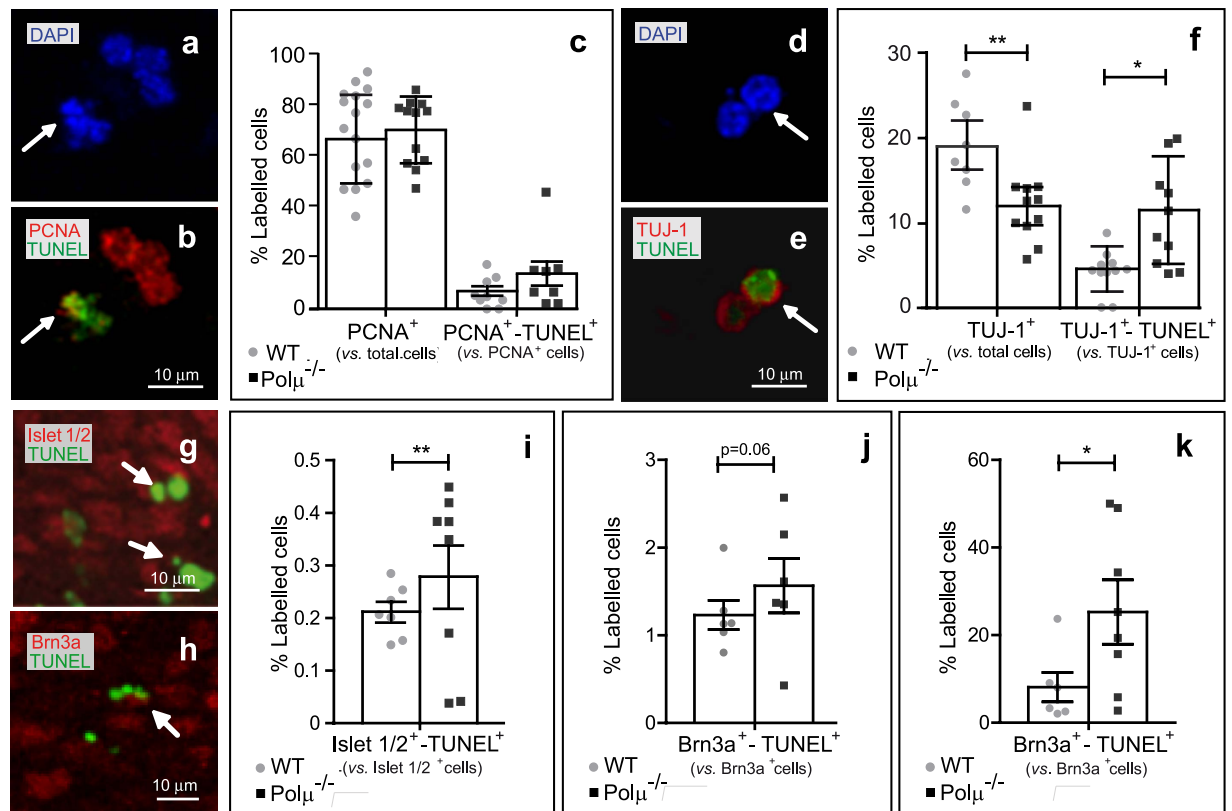 DAPI
a
PCNA
TUNEL
b
10 μm
c
% Labelled cells
100
80
60
40
20
0
PCNA⁺
(vs. total.cells)
PCNA⁺-TUNEL⁺
(vs. PCNA⁺ cells)
WT
Polμ⁻/⁻
DAPI
d
TUJ-1
TUNEL
e
10 μm
f
% Labelled cells
30
20
10
0
**
*
TUJ-1⁺
(vs. total cells)
TUJ-1⁺- TUNEL⁺
(vs. TUJ-1⁺ cells)
WT
Polμ⁻/⁻
Islet 1/2
TUNEL
g
10 μm
Brn3a
TUNEL
h
10 μm
i
% Labelled cells
0.5
0.4
0.3
0.2
0.1
0
**
Islet 1/2⁺-TUNEL⁺
(vs. Islet 1/2 ⁺cells)
WT
Polμ⁻/⁻
j
% Labelled cells
3
2
1
0
p=0.06
Brn3a⁺- TUNEL⁺
(vs. Brn3a ⁺cells)
WT
Polμ⁻/⁻
k
% Labelled cells
60
40
20
0
*
Brn3a⁺- TUNEL⁺
(vs. Brn3a ⁺cells)
WT
Polμ⁻/⁻